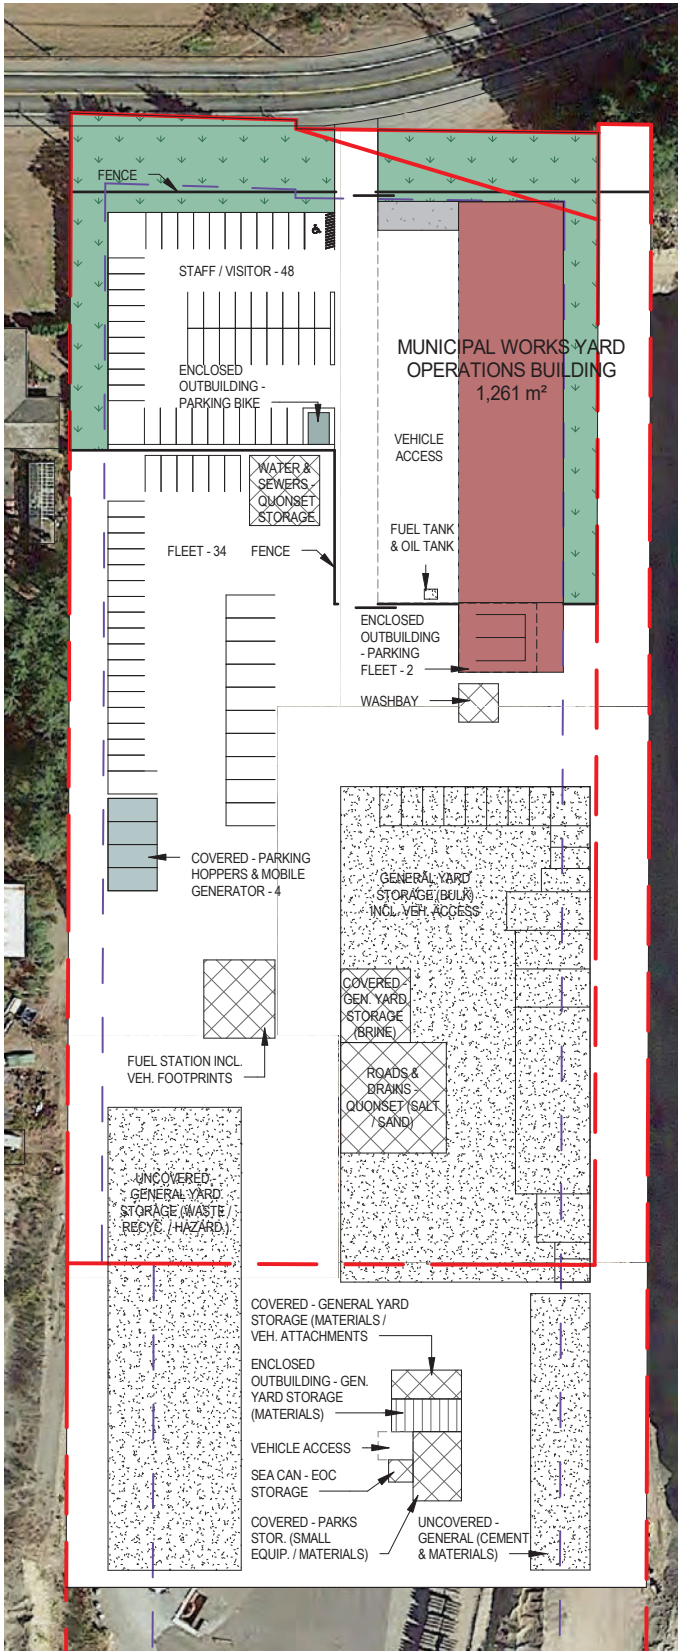 FENCE
STAFF / VISITOR - 48
MUNICIPAL WORKS YARD
OPERATIONS BUILDING
1,261 m²
ENCLOSED
OUTBUILDING -
PARKING BIKE
VEHICLE
ACCESS
WATER &
SEWERS -
QUONSET
STORAGE
FLEET - 34
FENCE
FUEL TANK
& OIL TANK
ENCLOSED
OUTBUILDING
- PARKING
FLEET - 2
WASHBAY
COVERED - PARKING
HOPPERS & MOBILE
GENERATOR - 4
GENERAL YARD
STORAGE (BULK)
INCL. VEH. ACCESS
COVERED -
GEN. YARD
STORAGE
(BRINE)
FUEL STATION INCL.
VEH. FOOTPRINTS
ROADS &
DRAINS -
QUONSET (SALT
/ SAND)
UNCOVERED -
GENERAL YARD
STORAGE (WASTE /
RECYC. / HAZARD.)
COVERED - GENERAL YARD
STORAGE (MATERIALS /
VEH. ATTACHMENTS
ENCLOSED
OUTBUILDING - GEN.
YARD STORAGE
(MATERIALS)
VEHICLE ACCESS
SEA CAN - EOC
STORAGE
COVERED - PARKS
STOR. (SMALL
EQUIP. / MATERIALS)
UNCOVERED -
GENERAL (CEMENT
& MATERIALS)